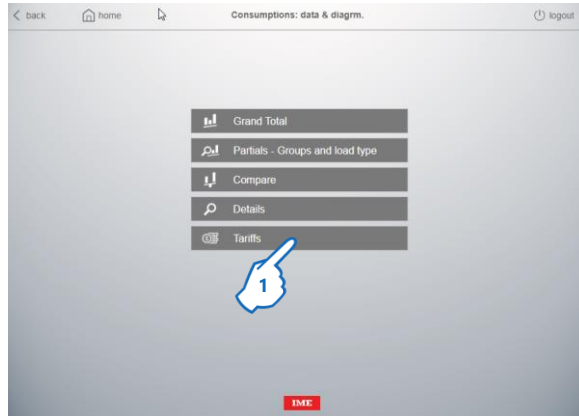 back home Consumptions: data & diagrm. logout
Grand Total
Partials - Groups and load type
Compare
Details
Tariffs
1
IME